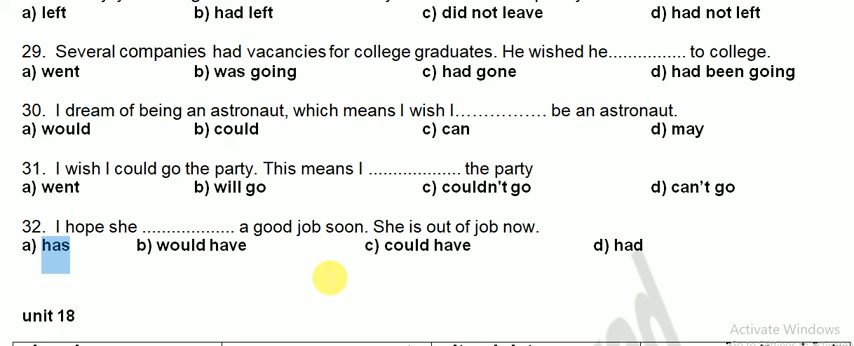 a) left b) had left c) did not leave d) had not left
29. Several companies had vacancies for college graduates. He wished he................ to college.
a) went b) was going c) had gone d) had been going
30. I dream of being an astronaut, which means I wish I……………. be an astronaut.
a) would b) could c) can d) may
31. I wish I could go the party. This means I ................... the party
a) went b) will go c) couldn't go d) can't go
32. I hope she ................... a good job soon. She is out of job now.
a) has b) would have c) could have d) had
unit 18
Activate Windows